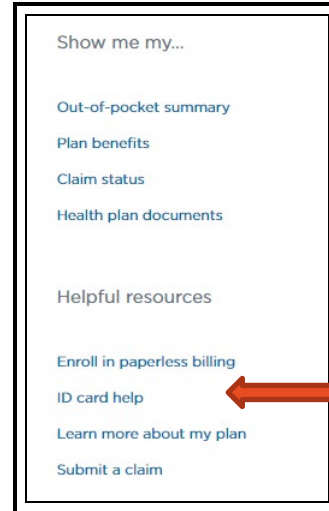 Show me my...
Out-of-pocket summary
Plan benefits
Claim status
Health plan documents
Helpful resources
Enroll in paperless billing
ID card help
Learn more about my plan
Submit a claim